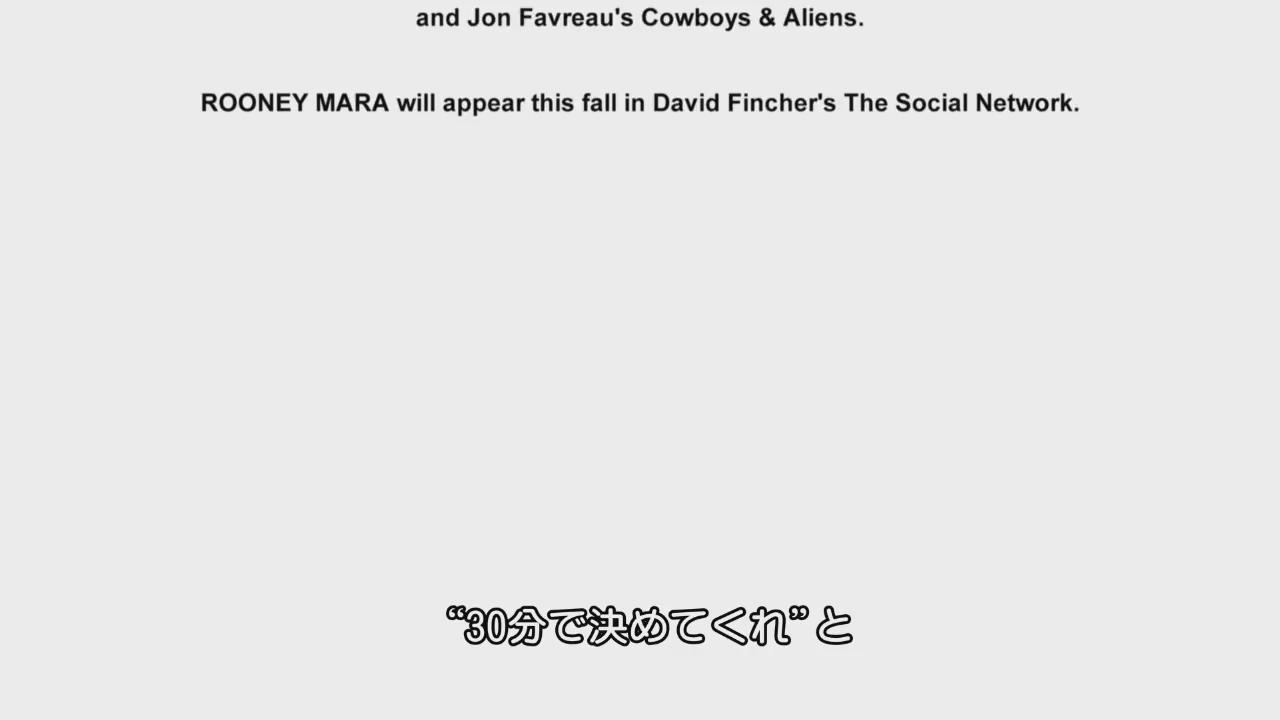 and Jon Favreau's Cowboys & Aliens.
ROONEY MARA will appear this fall in David Fincher's The Social Network.
“30分で決めてくれ”と